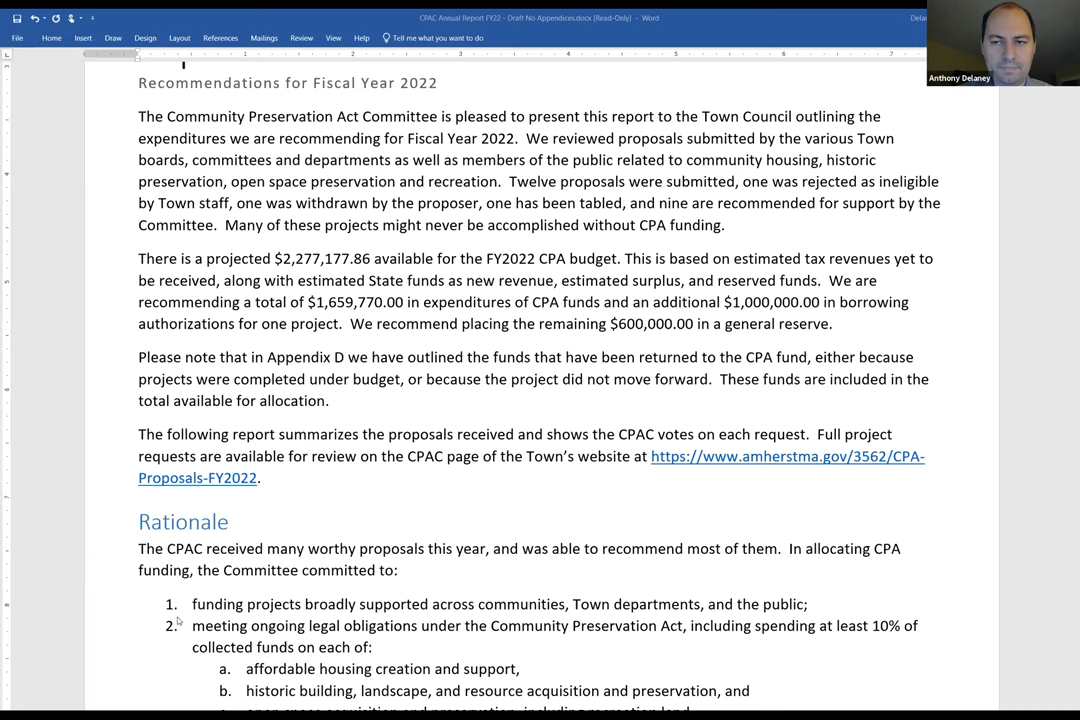 CPAC Annual Report FY22 - Draft No Appendices.docx [Read-Only] - Word
File Home Insert Draw Design Layout References Mailings Review View Help Tell me what you want to do
Anthony Delaney
Recommendations for Fiscal Year 2022
The Community Preservation Act Committee is pleased to present this report to the Town Council outlining the
expenditures we are recommending for Fiscal Year 2022. We reviewed proposals submitted by the various Town
boards, committees and departments as well as members of the public related to community housing, historic
preservation, open space preservation and recreation. Twelve proposals were submitted, one was rejected as ineligible
by Town staff, one was withdrawn by the proposer, one has been tabled, and nine are recommended for support by the
Committee. Many of these projects might never be accomplished without CPA funding.
There is a projected $2,277,177.86 available for the FY2022 CPA budget. This is based on estimated tax revenues yet to
be received, along with estimated State funds as new revenue, estimated surplus, and reserved funds. We are
recommending a total of $1,659,770.00 in expenditures of CPA funds and an additional $1,000,000.00 in borrowing
authorizations for one project. We recommend placing the remaining $600,000.00 in a general reserve.
Please note that in Appendix D we have outlined the funds that have been returned to the CPA fund, either because
projects were completed under budget, or because the project did not move forward. These funds are included in the
total available for allocation.
The following report summarizes the proposals received and shows the CPAC votes on each request. Full project
requests are available for review on the CPAC page of the Town's website at https://www.amherstma.gov/3562/CPA-
Proposals-FY2022.
Rationale
The CPAC received many worthy proposals this year, and was able to recommend most of them. In allocating CPA
funding, the Committee committed to:
1. funding projects broadly supported across communities, Town departments, and the public;
2. meeting ongoing legal obligations under the Community Preservation Act, including spending at least 10% of
collected funds on each of:
a. affordable housing creation and support,
b. historic building, landscape, and resource acquisition and preservation, and